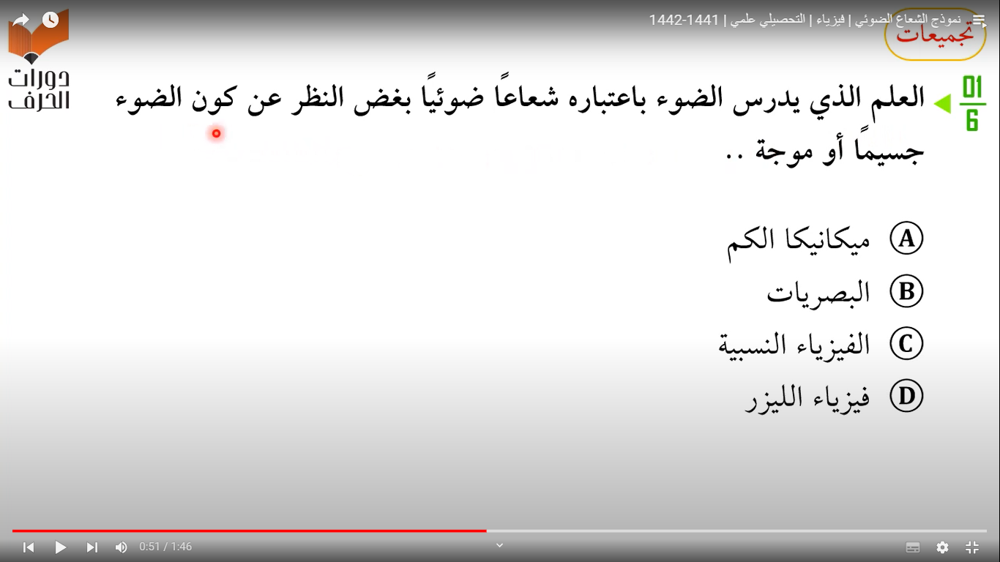 نموذج الشعاع الضوئي | فيزياء | التحصيلي علمي | 1441-1442
تجميعات
دورات
الحرف
01
6
العلم الذي يدرس الضوء باعتباره شعاعاً ضوئياً بغض النظر عن كون الضوء
جسيمًا أو موجة ..
A ميكانيكا الكم
B البصريات
C الفيزياء النسبية
D فيزياء الليزر
0:51 / 1:46